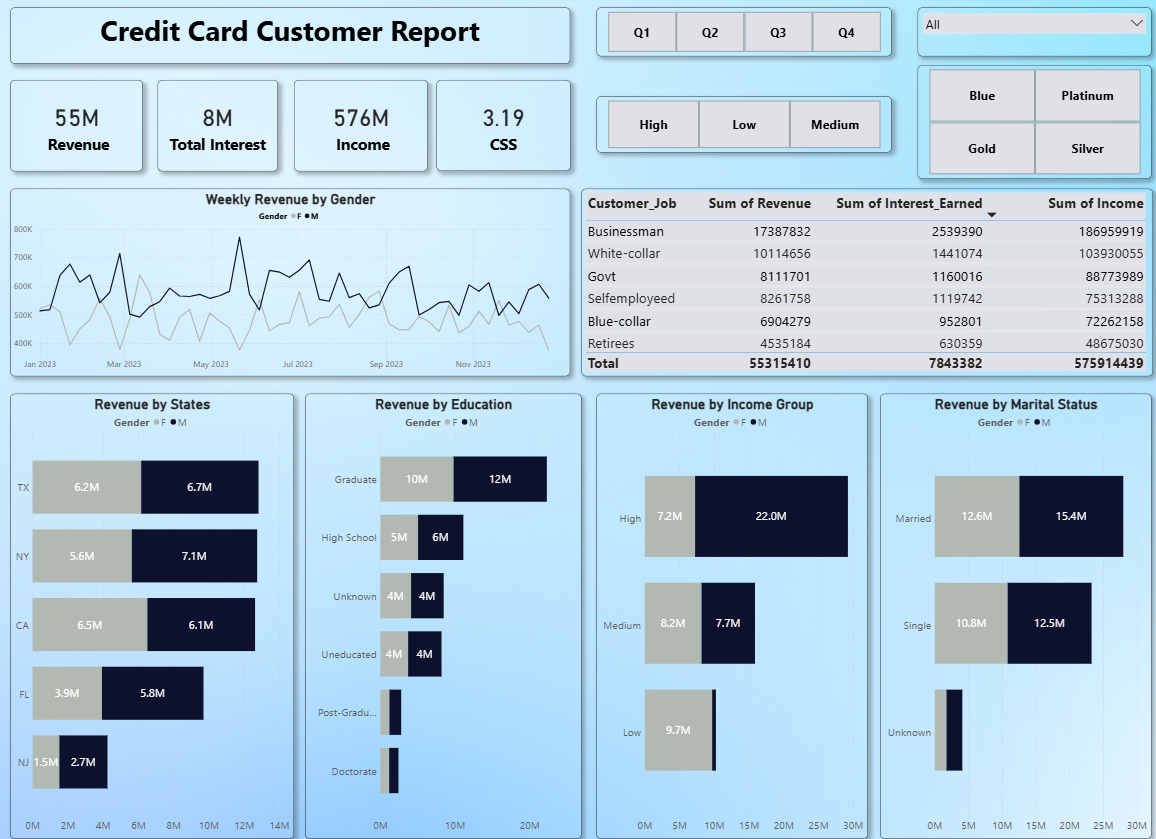 Credit Card Customer Report
Q1 Q2 Q3 Q4
All
55M
Revenue
8M
Total Interest
576M
Income
3.19
CSS
High Low Medium
Blue Platinum
Gold Silver
Weekly Revenue by Gender
Gender F M
800K
700K
600K
500K
400K
Jan 2023 Mar 2023 May 2023 Jul 2023 Sep 2023 Nov 2023
Customer_Job Sum of Revenue Sum of Interest_Earned Sum of Income
Businessman 17387832 2539390 186959919
White-collar 10114656 1441074 103930055
Govt 8111701 1160016 88773989
Selfemployeed 8261758 1119742 75313288
Blue-collar 6904279 952801 72262158
Retirees 4535184 630359 48675030
Total 55315410 7843382 575914439
Revenue by States
Gender F M
TX 6.2M 6.7M
NY 5.6M 7.1M
CA 6.5M 6.1M
FL 3.9M 5.8M
NJ 1.5M 2.7M
0M 2M 4M 6M 8M 10M 12M 14M
Revenue by Education
Gender F M
Graduate 10M 12M
High School 5M 6M
Unknown 4M 4M
Uneducated 4M 4M
Post-Gradu...
Doctorate
0M 10M 20M
Revenue by Income Group
Gender F M
High 7.2M 22.0M
Medium 8.2M 7.7M
Low 9.7M
0M 5M 10M 15M 20M 25M 30M
Revenue by Marital Status
Gender F M
Married 12.6M 15.4M
Single 10.8M 12.5M
Unknown
0M 5M 10M 15M 20M 25M 30M